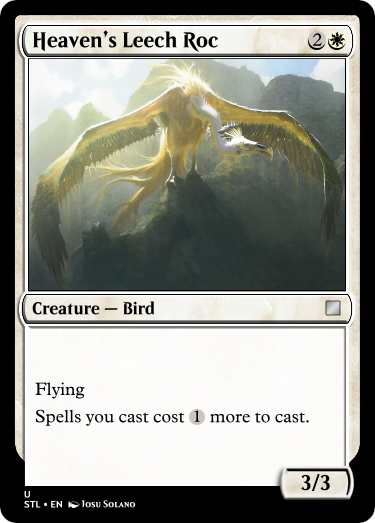 Heaven's Leech Roc 2
Creature — Bird
Flying
Spells you cast cost 1 more to cast.
3/3
U
STL • EN Josu Solano